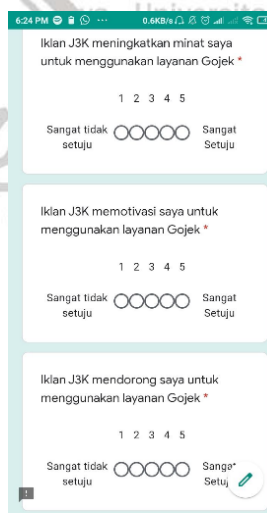 6:24 PM ... 0.6KB/s
Iklan J3K meningkatkan minat saya
untuk menggunakan layanan Gojek *
1 2 3 4 5
Sangat tidak Sangat
setuju Setuju
Iklan J3K memotivasi saya untuk
menggunakan layanan Gojek *
1 2 3 4 5
Sangat tidak Sangat
setuju Setuju
Iklan J3K mendorong saya untuk
menggunakan layanan Gojek *
1 2 3 4 5
Sangat tidak
setuju